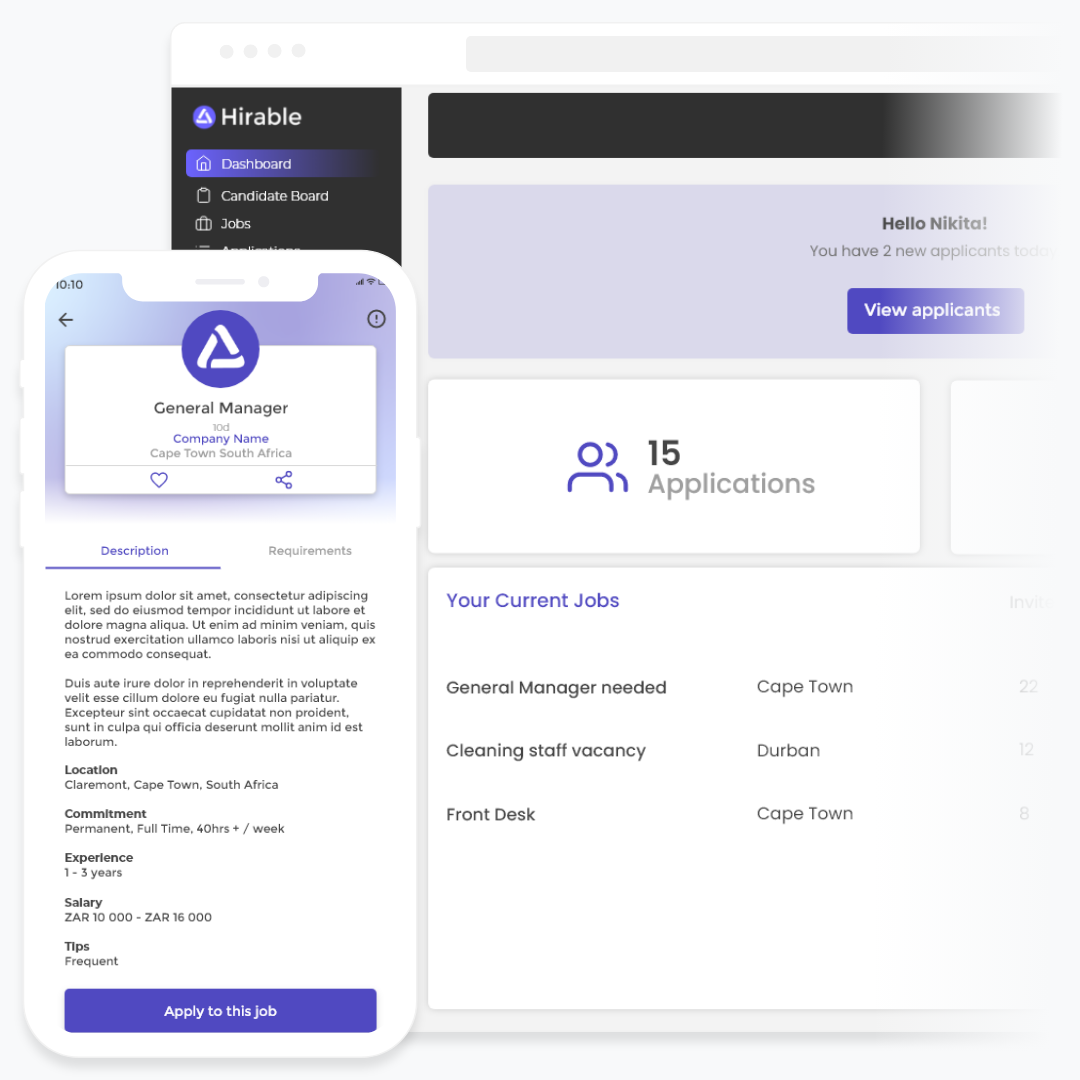 Hirable
Dashboard
Candidate Board
Jobs
Applications
Hello Nikita!
You have 2 new applicants today
View applicants
15
Applications
Your Current Jobs
General Manager needed
Cape Town
22
Cleaning staff vacancy
Durban
12
Front Desk
Cape Town
8
10:10
General Manager
10d
Company Name
Cape Town South Africa
Description
Requirements
Lorem ipsum dolor sit amet, consectetur adipiscing
elit, sed do eiusmod tempor incididunt ut labore et
dolore magna aliqua. Ut enim ad minim veniam, quis
nostrud exercitation ullamco laboris nisi ut aliquip ex
ea commodo consequat.
Duis aute irure dolor in reprehenderit in voluptate
velit esse cillum dolore eu fugiat nulla pariatur.
Excepteur sint occaecat cupidatat non proident,
sunt in culpa qui officia deserunt mollit anim id est
laborum.
Location
Claremont, Cape Town, South Africa
Commitment
Permanent, Full Time, 40hrs + / week
Experience
1 - 3 years
Salary
ZAR 10 000 - ZAR 16 000
Tips
Frequent
Apply to this job